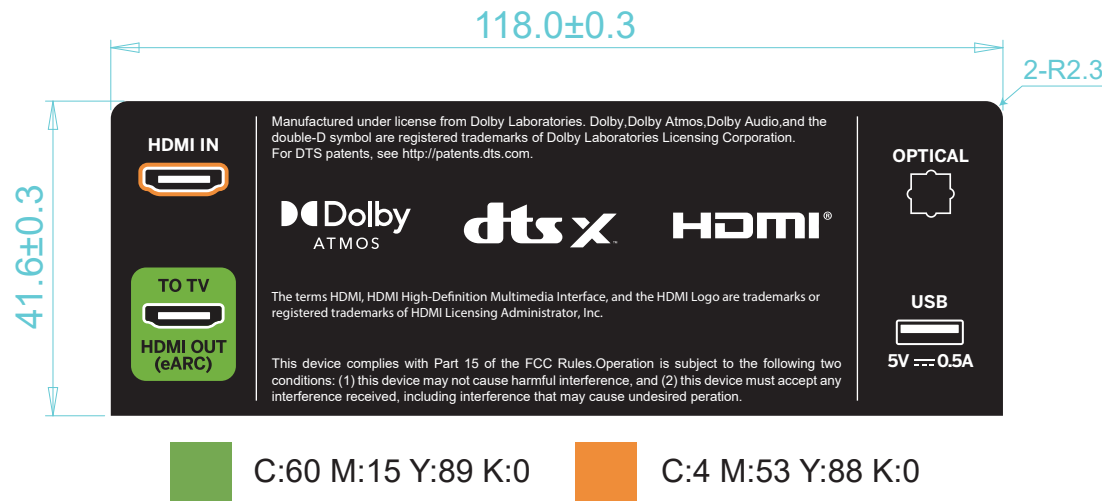 118.0±0.3
2-R2.3
41.6±0.3
HDMI IN
TO TV
HDMI OUT
(eARC)
Manufactured under license from Dolby Laboratories. Dolby,Dolby Atmos,Dolby Audio,and the
double-D symbol are registered trademarks of Dolby Laboratories Licensing Corporation.
For DTS patents, see http://patents.dts.com.
Dolby
ATMOS
dts x™
HDMI®
The terms HDMI, HDMI High-Definition Multimedia Interface, and the HDMI Logo are trademarks or
registered trademarks of HDMI Licensing Administrator, Inc.
This device complies with Part 15 of the FCC Rules.Operation is subject to the following two
conditions: (1) this device may not cause harmful interference, and (2) this device must accept any
interference received, including interference that may cause undesired peration.
OPTICAL
USB
5V ⎓ 0.5A
C:60 M:15 Y:89 K:0
C:4 M:53 Y:88 K:0